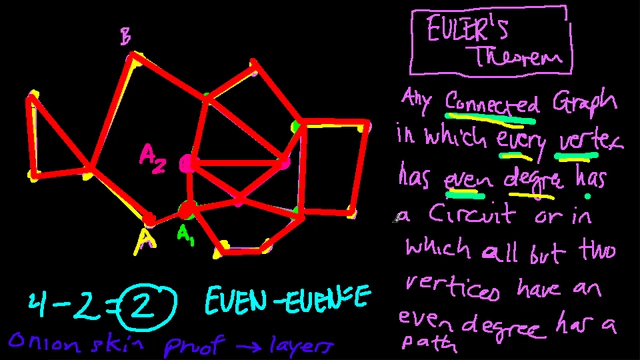 B
A2
A
A1
4-2=2 EVEN-EVEN=E
Onion skin proof → layers
EULER'S
Theorem
Any Connected Graph
in which every vertex
has even degree has
a Circuit or in
which all but two
vertices have an
even degree has a
path